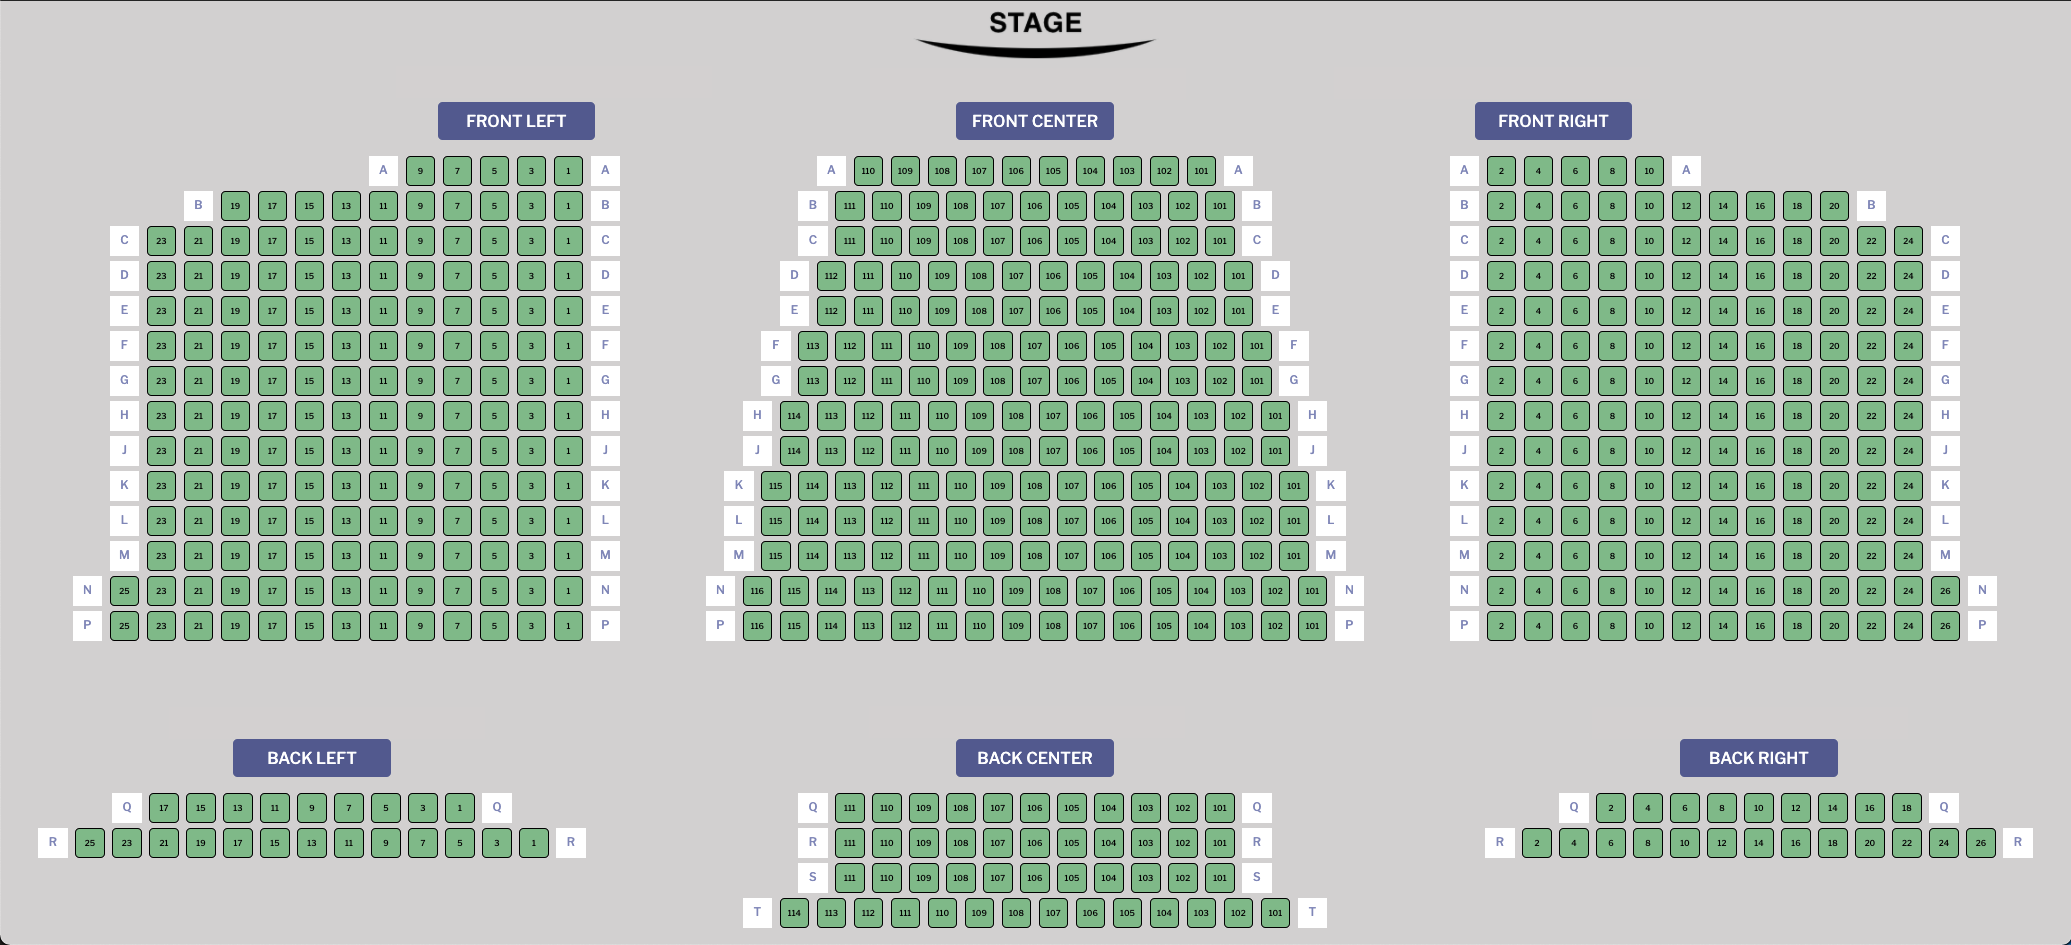 STAGE
FRONT LEFT FRONT CENTER FRONT RIGHT
A 9 7 5 3 1 A A 110 109 108 107 106 105 104 103 102 101 A A 2 4 6 8 10 A
B 19 17 15 13 11 9 7 5 3 1 B B 111 110 109 108 107 106 105 104 103 102 101 B B 2 4 6 8 10 12 14 16 18 20 B
C 23 21 19 17 15 13 11 9 7 5 3 1 C C 111 110 109 108 107 106 105 104 103 102 101 C C 2 4 6 8 10 12 14 16 18 20 22 24 C
D 23 21 19 17 15 13 11 9 7 5 3 1 D D 112 111 110 109 108 107 106 105 104 103 102 101 D D 2 4 6 8 10 12 14 16 18 20 22 24 D
E 23 21 19 17 15 13 11 9 7 5 3 1 E E 112 111 110 109 108 107 106 105 104 103 102 101 E E 2 4 6 8 10 12 14 16 18 20 22 24 E
F 23 21 19 17 15 13 11 9 7 5 3 1 F F 113 112 111 110 109 108 107 106 105 104 103 102 101 F F 2 4 6 8 10 12 14 16 18 20 22 24 F
G 23 21 19 17 15 13 11 9 7 5 3 1 G G 113 112 111 110 109 108 107 106 105 104 103 102 101 G G 2 4 6 8 10 12 14 16 18 20 22 24 G
H 23 21 19 17 15 13 11 9 7 5 3 1 H H 114 113 112 111 110 109 108 107 106 105 104 103 102 101 H H 2 4 6 8 10 12 14 16 18 20 22 24 H
J 23 21 19 17 15 13 11 9 7 5 3 1 J J 114 113 112 111 110 109 108 107 106 105 104 103 102 101 J J 2 4 6 8 10 12 14 16 18 20 22 24 J
K 23 21 19 17 15 13 11 9 7 5 3 1 K K 115 114 113 112 111 110 109 108 107 106 105 104 103 102 101 K K 2 4 6 8 10 12 14 16 18 20 22 24 K
L 23 21 19 17 15 13 11 9 7 5 3 1 L L 115 114 113 112 111 110 109 108 107 106 105 104 103 102 101 L L 2 4 6 8 10 12 14 16 18 20 22 24 L
M 23 21 19 17 15 13 11 9 7 5 3 1 M M 115 114 113 112 111 110 109 108 107 106 105 104 103 102 101 M M 2 4 6 8 10 12 14 16 18 20 22 24 M
N 25 23 21 19 17 15 13 11 9 7 5 3 1 N N 116 115 114 113 112 111 110 109 108 107 106 105 104 103 102 101 N N 2 4 6 8 10 12 14 16 18 20 22 24 26 N
P 25 23 21 19 17 15 13 11 9 7 5 3 1 P P 116 115 114 113 112 111 110 109 108 107 106 105 104 103 102 101 P P 2 4 6 8 10 12 14 16 18 20 22 24 26 P
BACK LEFT BACK CENTER BACK RIGHT
Q 17 15 13 11 9 7 5 3 1 Q Q 111 110 109 108 107 106 105 104 103 102 101 Q Q 2 4 6 8 10 12 14 16 18 Q
R 25 23 21 19 17 15 13 11 9 7 5 3 1 R R 111 110 109 108 107 106 105 104 103 102 101 R R 2 4 6 8 10 12 14 16 18 20 22 24 26 R
S 111 110 109 108 107 106 105 104 103 102 101 S
T 114 113 112 111 110 109 108 107 106 105 104 103 102 101 T